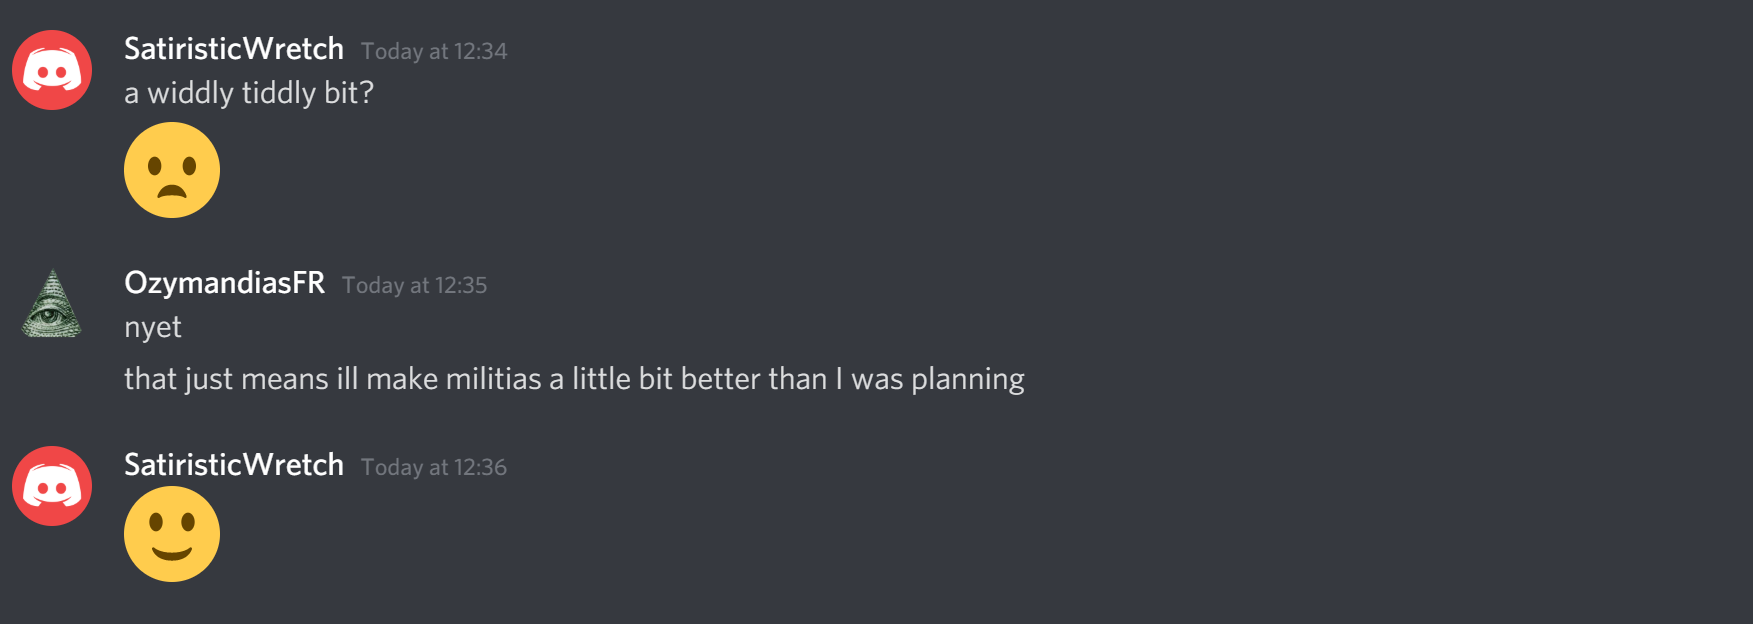 SatiristicWretch Today at 12:34
a widdly tiddly bit?
OzymandiasFR Today at 12:35
nyet
that just means ill make militias a little bit better than I was planning
SatiristicWretch Today at 12:36